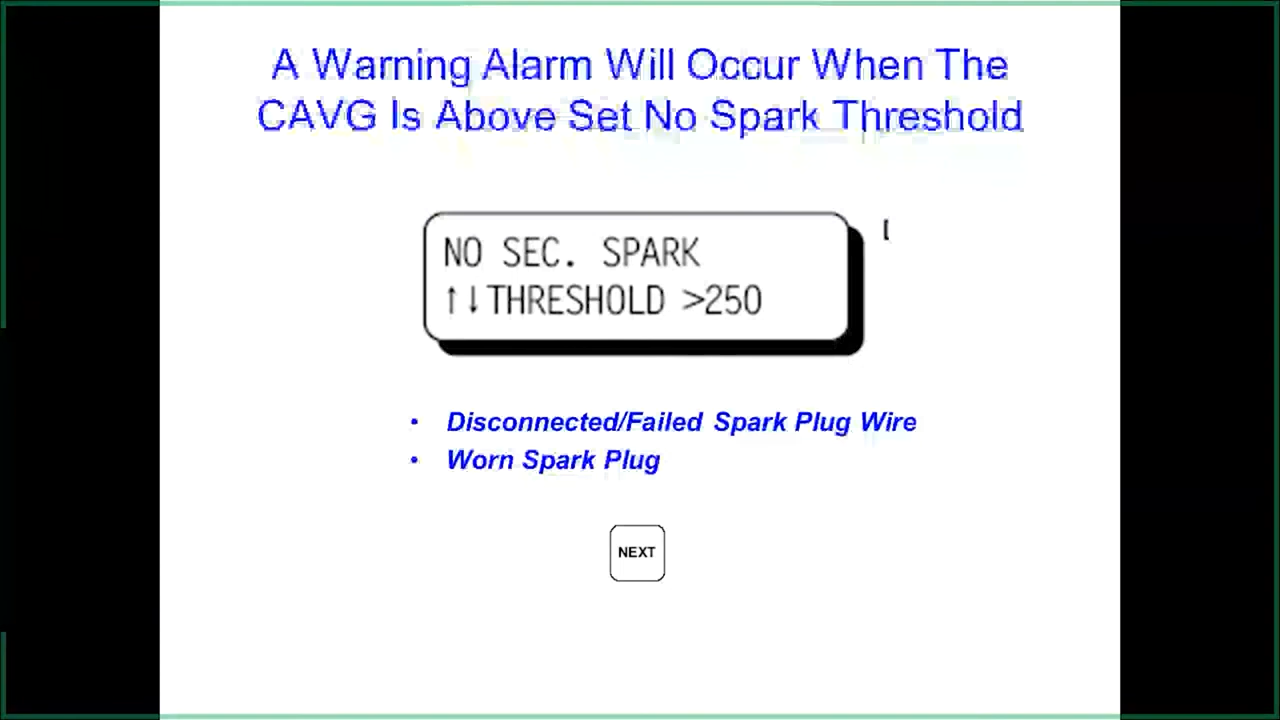 A Warning Alarm Will Occur When The
CAVG Is Above Set No Spark Threshold
NO SEC. SPARK
↑↓THRESHOLD >250
• Disconnected/Failed Spark Plug Wire
• Worn Spark Plug
NEXT